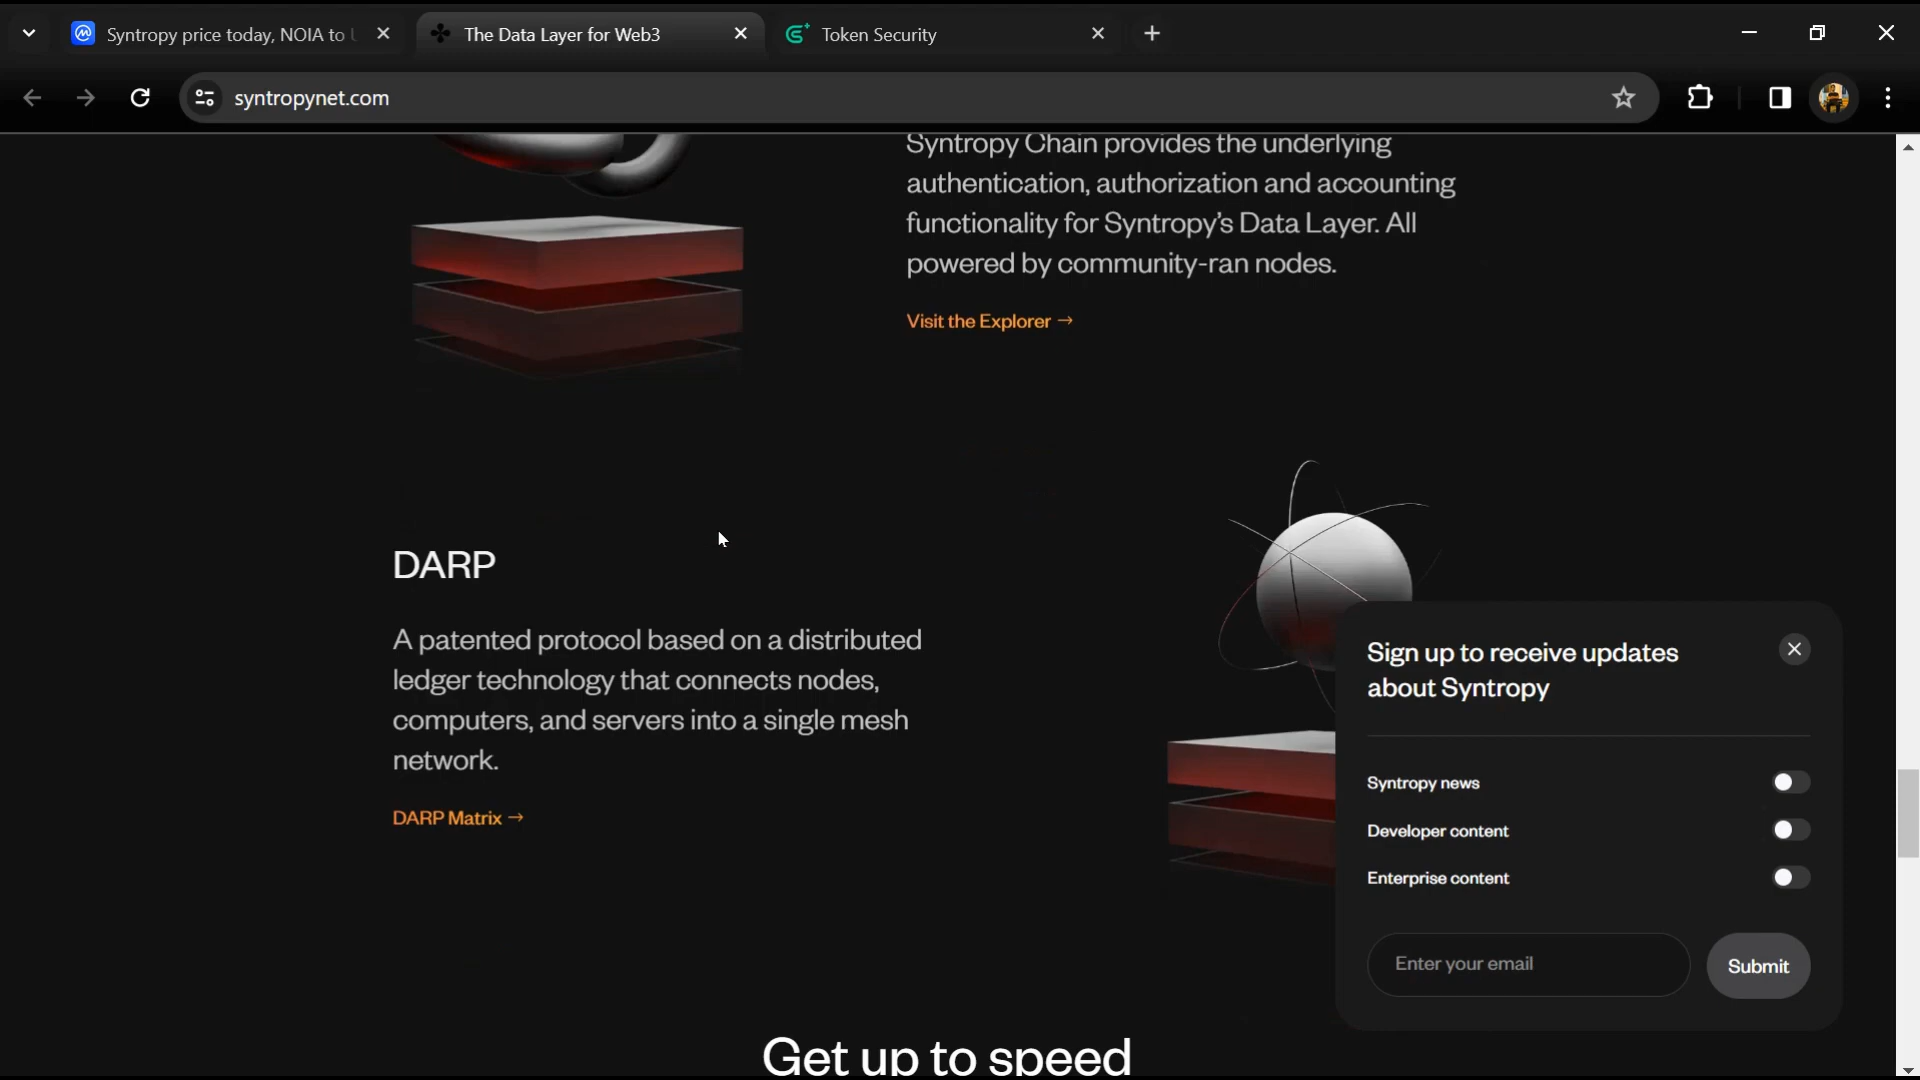 Syntropy price today, NOIA to
The Data Layer for Web3
Token Security
syntropynet.com
Syntropy Chain provides the underlying
authentication, authorization and accounting
functionality for Syntropy's Data Layer. All
powered by community-ran nodes.
Visit the Explorer →
DARP
A patented protocol based on a distributed
ledger technology that connects nodes,
computers, and servers into a single mesh
network.
DARP Matrix →
Sign up to receive updates
about Syntropy
Syntropy news
Developer content
Enterprise content
Enter your email
Submit
Get up to speed